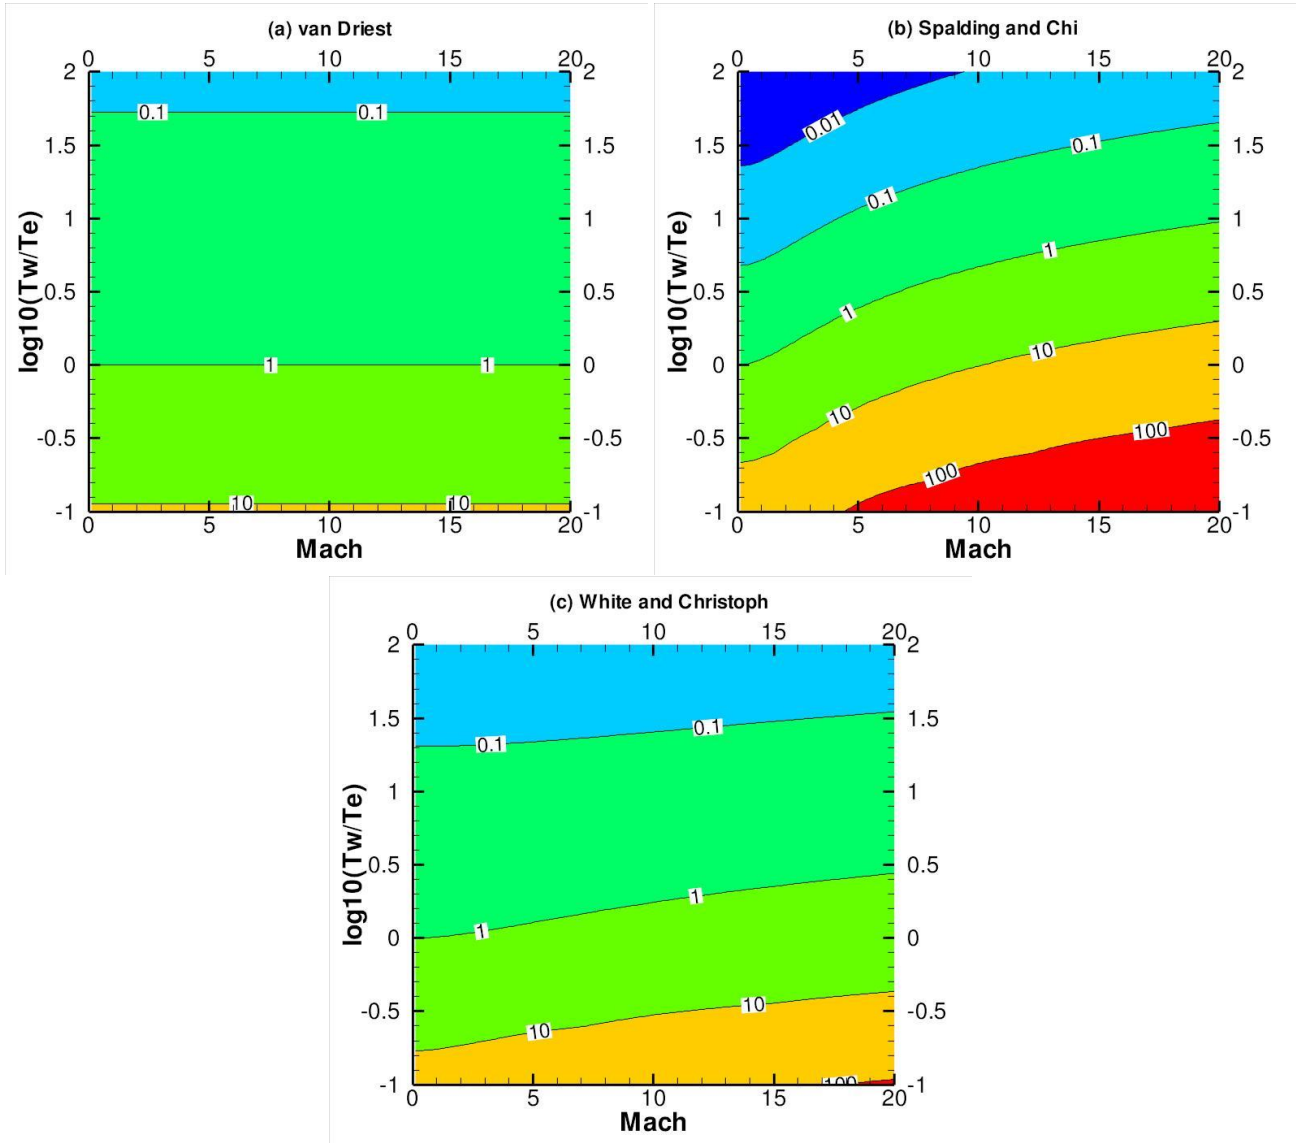 (a) van Driest
0 5 10 15 20
2 0.1 0.1 2
1.5 1.5
1 1
0.5 0.5
0 1 1 0
-0.5 -0.5
-1 10 10 -1
0 5 10 15 20
log10(Tw/Te)
Mach
(b) Spalding and Chi
0 5 10 15 20
2 2
0.01
1.5 0.1 1.5
0.1
1 1
1
0.5 1 0.5
0 10 0
10
-0.5 100 -0.5
100
-1 -1
0 5 10 15 20
log10(Tw/Te)
Mach
(c) White and Christoph
0 5 10 15 20
2 2
1.5 0.1 0.1 1.5
1 1
0.5 1 0.5
0 1 0
-0.5 10 10 -0.5
-1 100 -1
0 5 10 15 20
log10(Tw/Te)
Mach